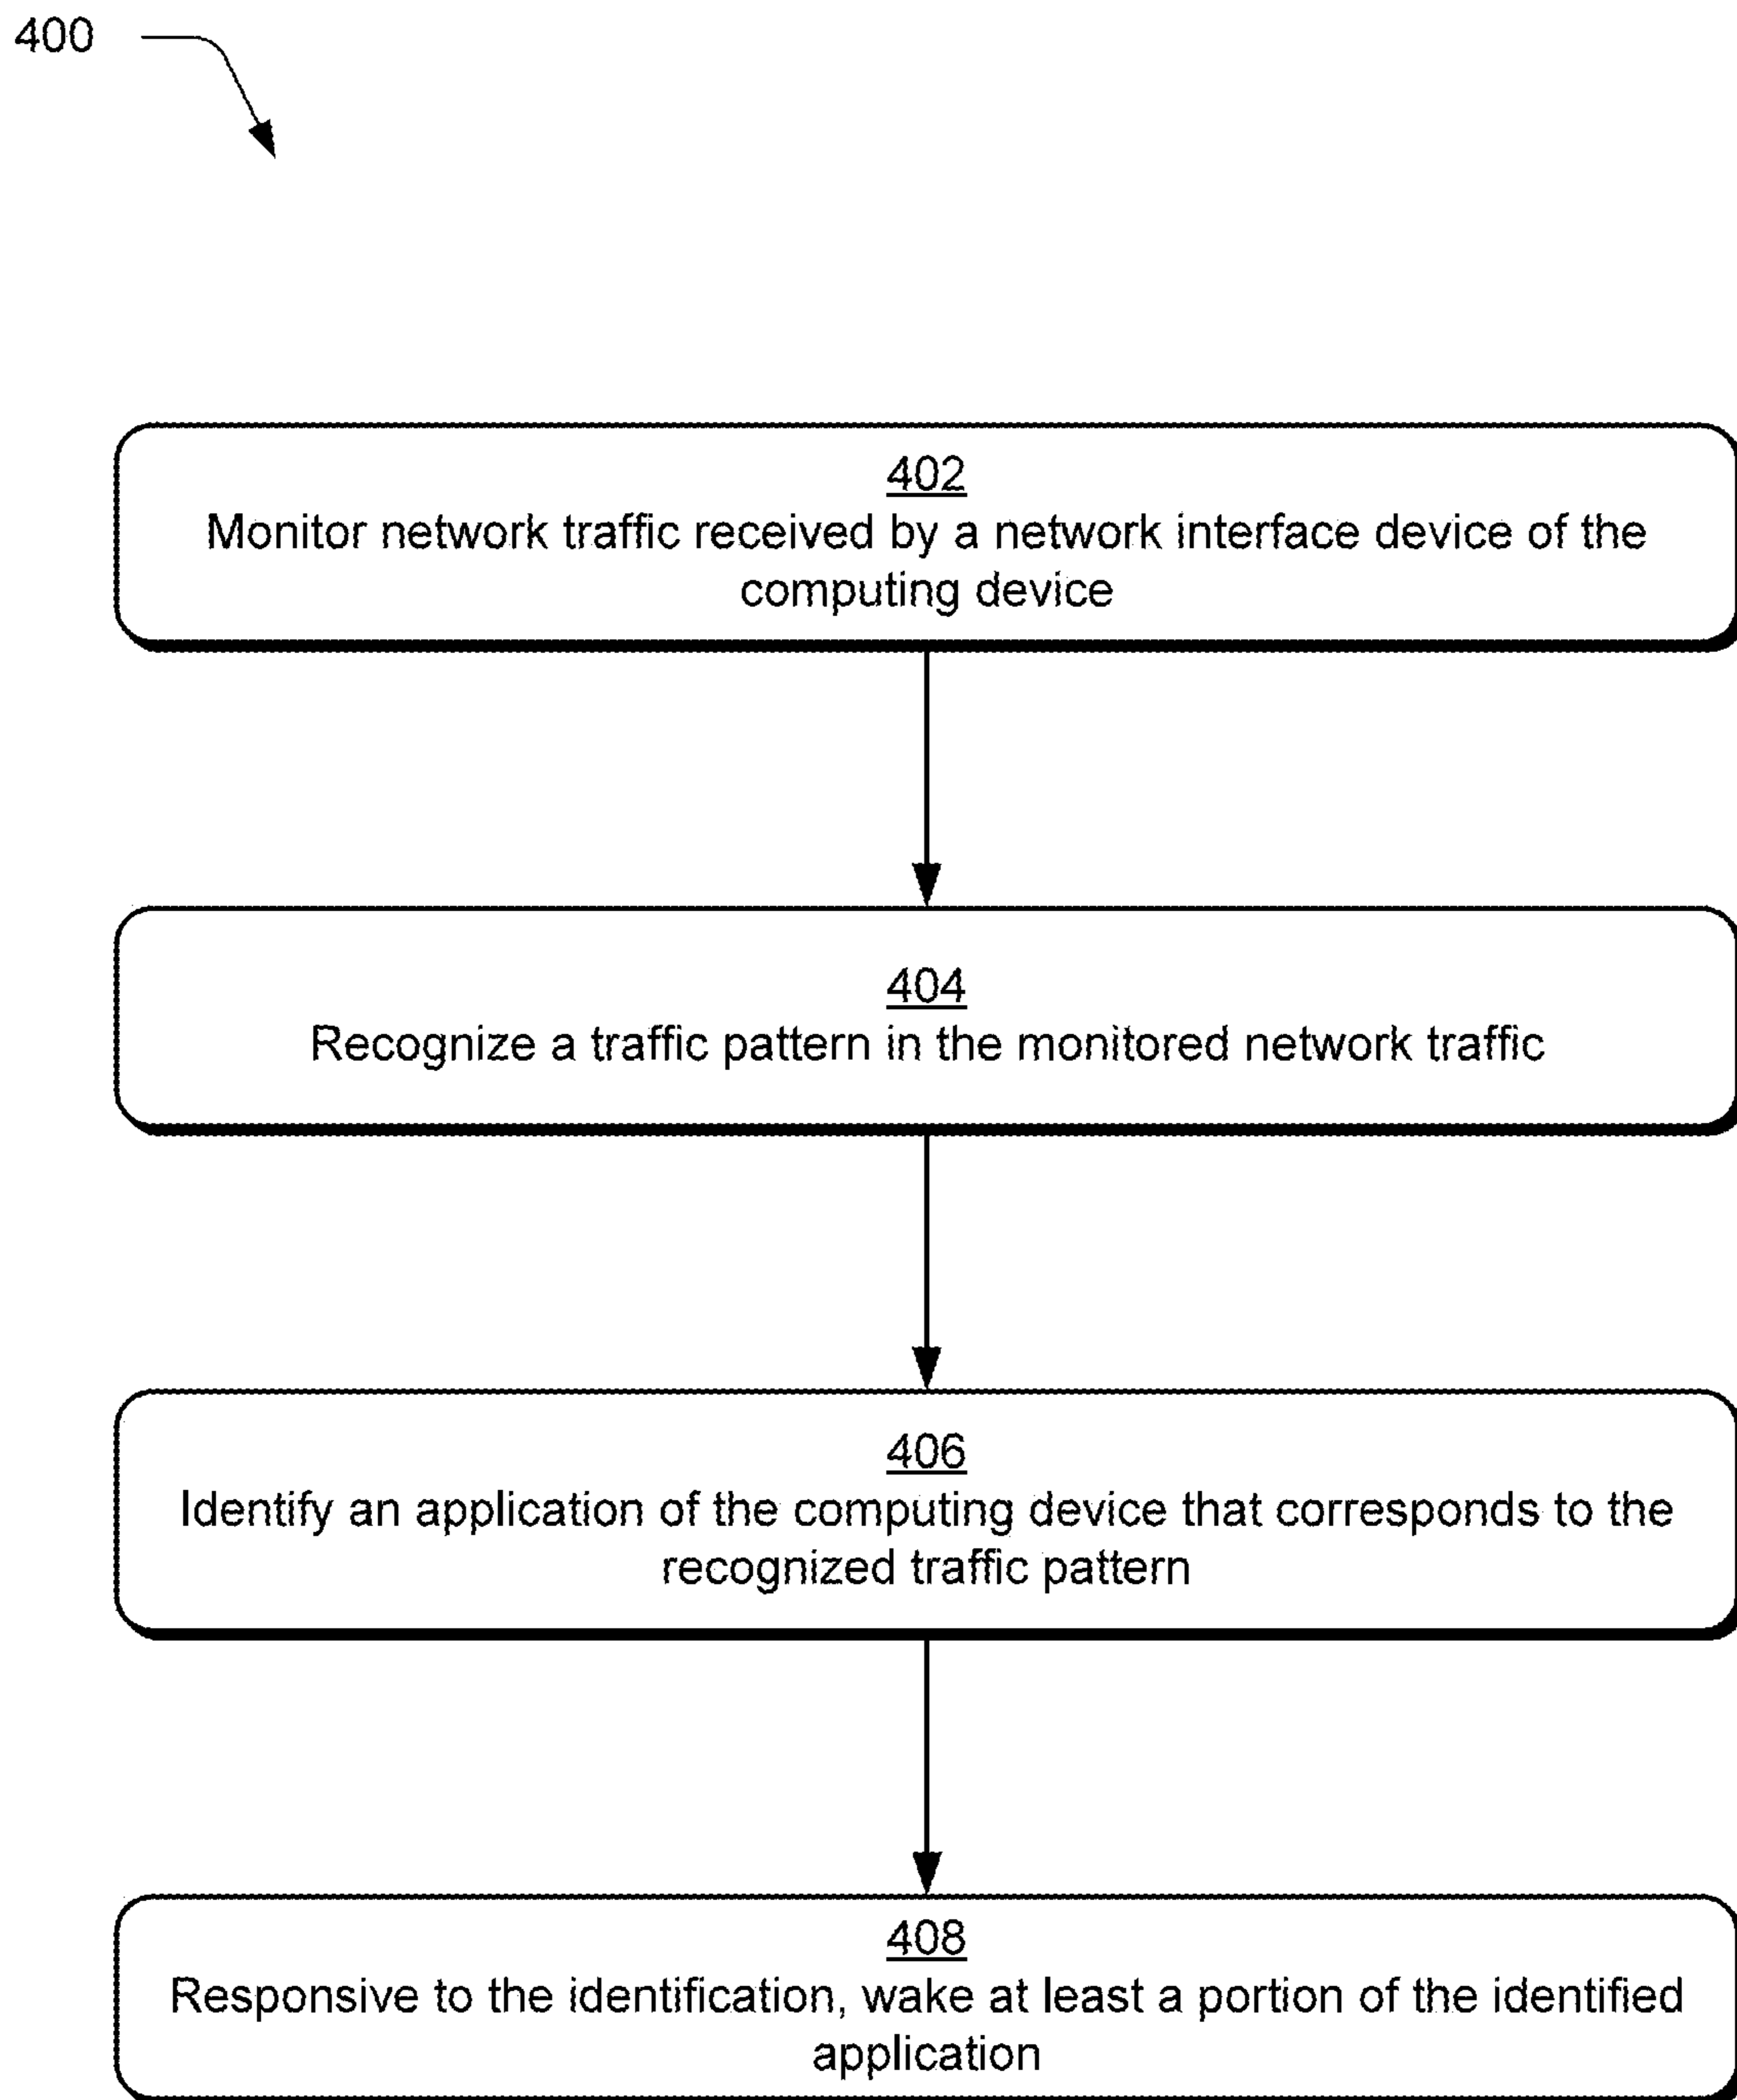 400
402
Monitor network traffic received by a network interface device of the
computing device
404
Recognize a traffic pattern in the monitored network traffic
406
Identify an application of the computing device that corresponds to the
recognized traffic pattern
408
Responsive to the identification, wake at least a portion of the identified
application